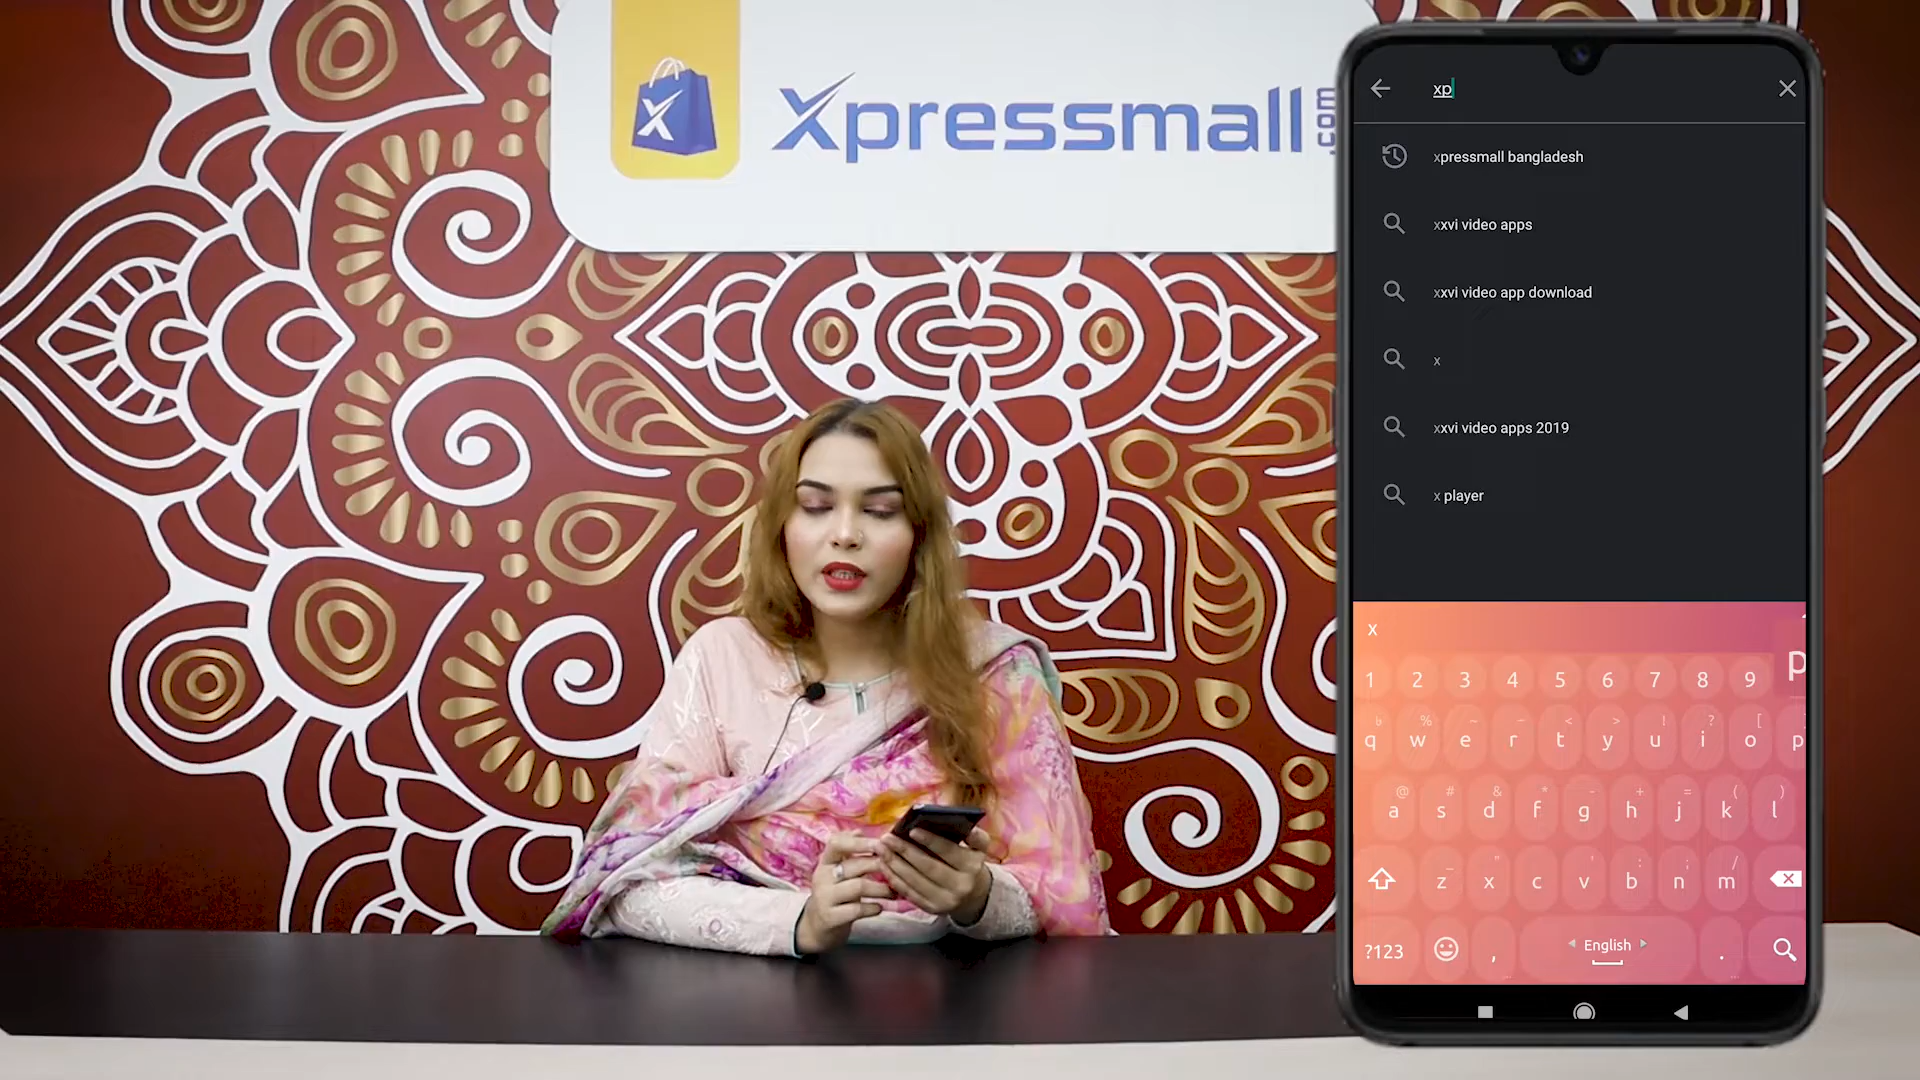 Xpressmall
.com
xp
xpressmall bangladesh
xxvi video apps
xxvi video app download
x
xxvi video apps 2019
x player
x
p
1 2 3 4 5 6 7 8 9
% ~ < > ! ? [
q w e r t y u i o p
@ # & * - + = ( )
a s d f g h j k l
_ " ' : ; /
z x c v b n m
?123 , English .